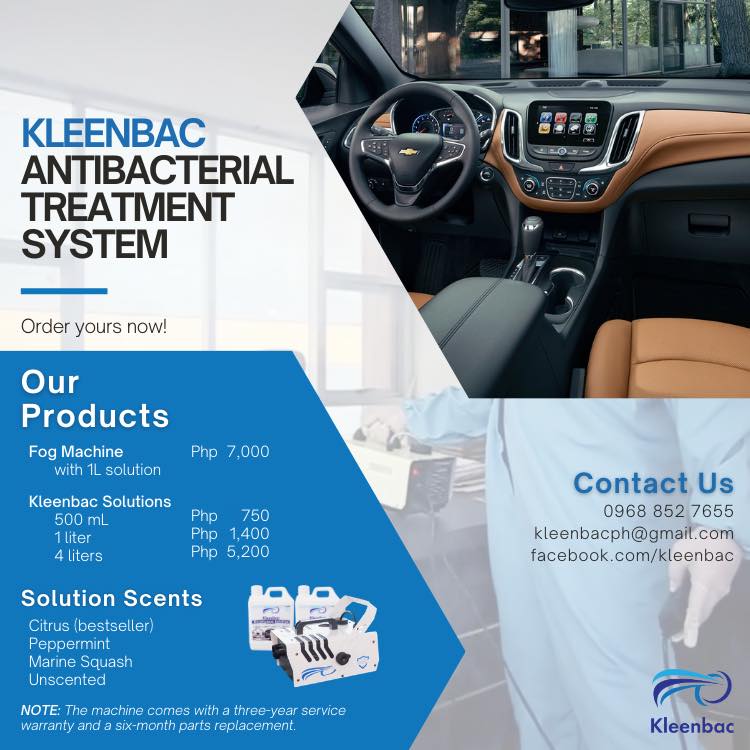 KLEENBAC
ANTIBACTERIAL
TREATMENT
SYSTEM
Order yours now!
Our
Products
Fog Machine Php 7,000
with 1L solution
Kleenbac Solutions
500 mL Php 750
1 liter Php 1,400
4 liters Php 5,200
Solution Scents
Citrus (bestseller)
Peppermint
Marine Squash
Unscented
NOTE: The machine comes with a three-year service
warranty and a six-month parts replacement.
Contact Us
0968 852 7655
kleenbacph@gmail.com
facebook.com/kleenbac
Kleenbac